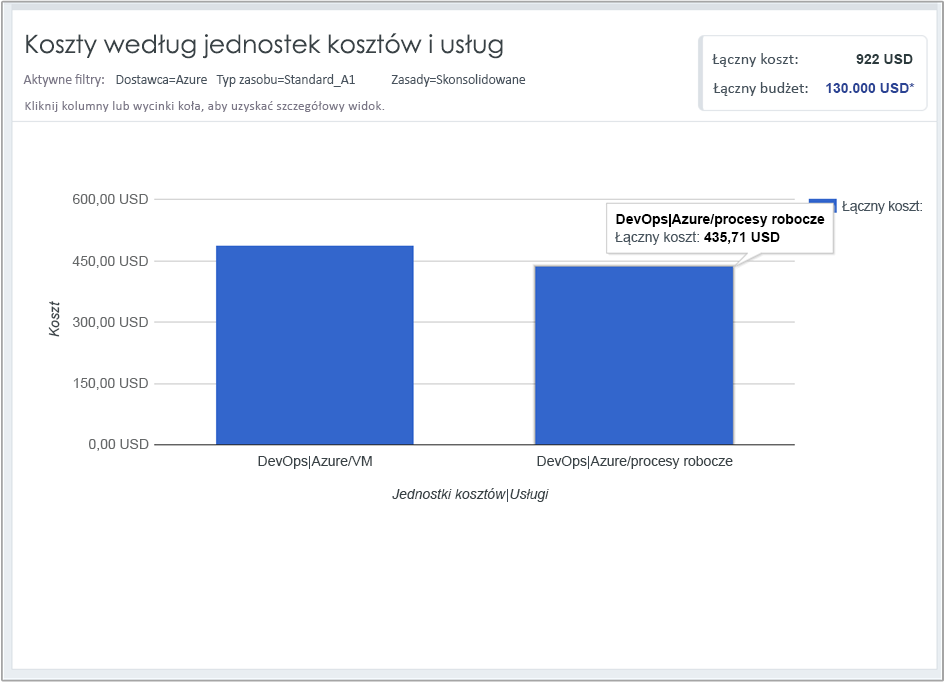 Koszty według jednostek kosztów i usług
Aktywne filtry: Dostawca=Azure Typ zasobu=Standard_A1 Zasady=Skonsolidowane
Kliknij kolumny lub wycinki koła, aby uzyskać szczegółowy widok.
Łączny koszt: 922 USD
Łączny budżet: 130.000 USD*
600,00 USD
450,00 USD
300,00 USD
150,00 USD
0,00 USD
Koszt
Łączny koszt:
DevOps|Azure/procesy robocze
Łączny koszt: 435,71 USD
DevOps|Azure/VM
DevOps|Azure/procesy robocze
Jednostki kosztów|Usługi